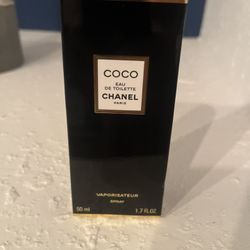 COCO
EAU
DE TOILETTE
CHANEL
PARIS
VAPORISATEUR
SPRAY
50 ml 1.7 FL.OZ